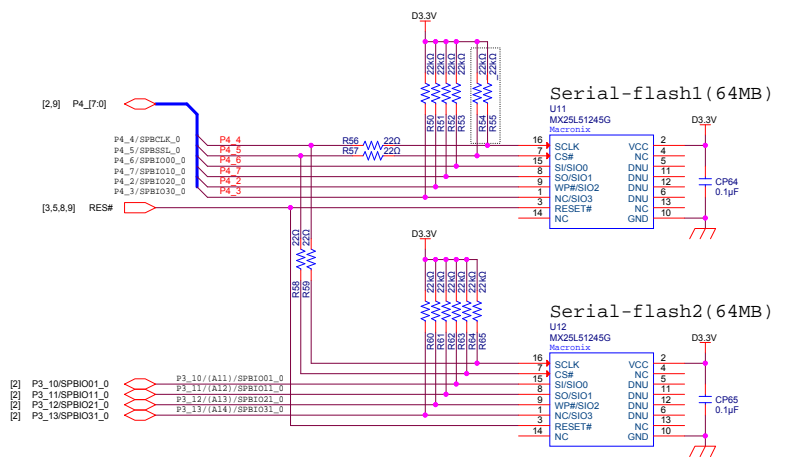 D3.3V
22kΩ
22kΩ
22kΩ
22kΩ
22kΩ
22kΩ
R50
R51
R52
R53
R54
R55
Serial-flash1(64MB)
U11
MX25L51245G
Macronix
D3.3V
[2,9] P4_[7:0]
P4_4/SPBCLK_0 P4_4
P4_5/SPBSSL_0 P4_5
P4_6/SPBIO00_0 P4_6
P4_7/SPBIO10_0 P4_7
P4_2/SPBIO20_0 P4_2
P4_3/SPBIO30_0 P4_3
R56 22Ω
R57 22Ω
[3,5,8,9] RES#
16 SCLK VCC 2
7 CS# NC 4
15 SI/SIO0 DNU 5
8 SO/SIO1 DNU 11
9 WP#/SIO2 DNU 12
1 NC/SIO3 DNU 6
3 RESET# NC 13
14 NC GND 10
CP64
0.1µF
22Ω
22Ω
R58
R59
D3.3V
22kΩ
22kΩ
22kΩ
22kΩ
22kΩ
22kΩ
R60
R61
R62
R63
R64
R65
Serial-flash2(64MB)
U12
MX25L51245G
Macronix
D3.3V
16 SCLK VCC 2
7 CS# NC 4
15 SI/SIO0 DNU 5
8 SO/SIO1 DNU 11
9 WP#/SIO2 DNU 12
1 NC/SIO3 DNU 6
3 RESET# NC 13
14 NC GND 10
CP65
0.1µF
[2] P3_10/SPBIO01_0 P3_10/(A11)/SPBIO01_0
[2] P3_11/SPBIO11_0 P3_11/(A12)/SPBIO11_0
[2] P3_12/SPBIO21_0 P3_12/(A13)/SPBIO21_0
[2] P3_13/SPBIO31_0 P3_13/(A14)/SPBIO31_0